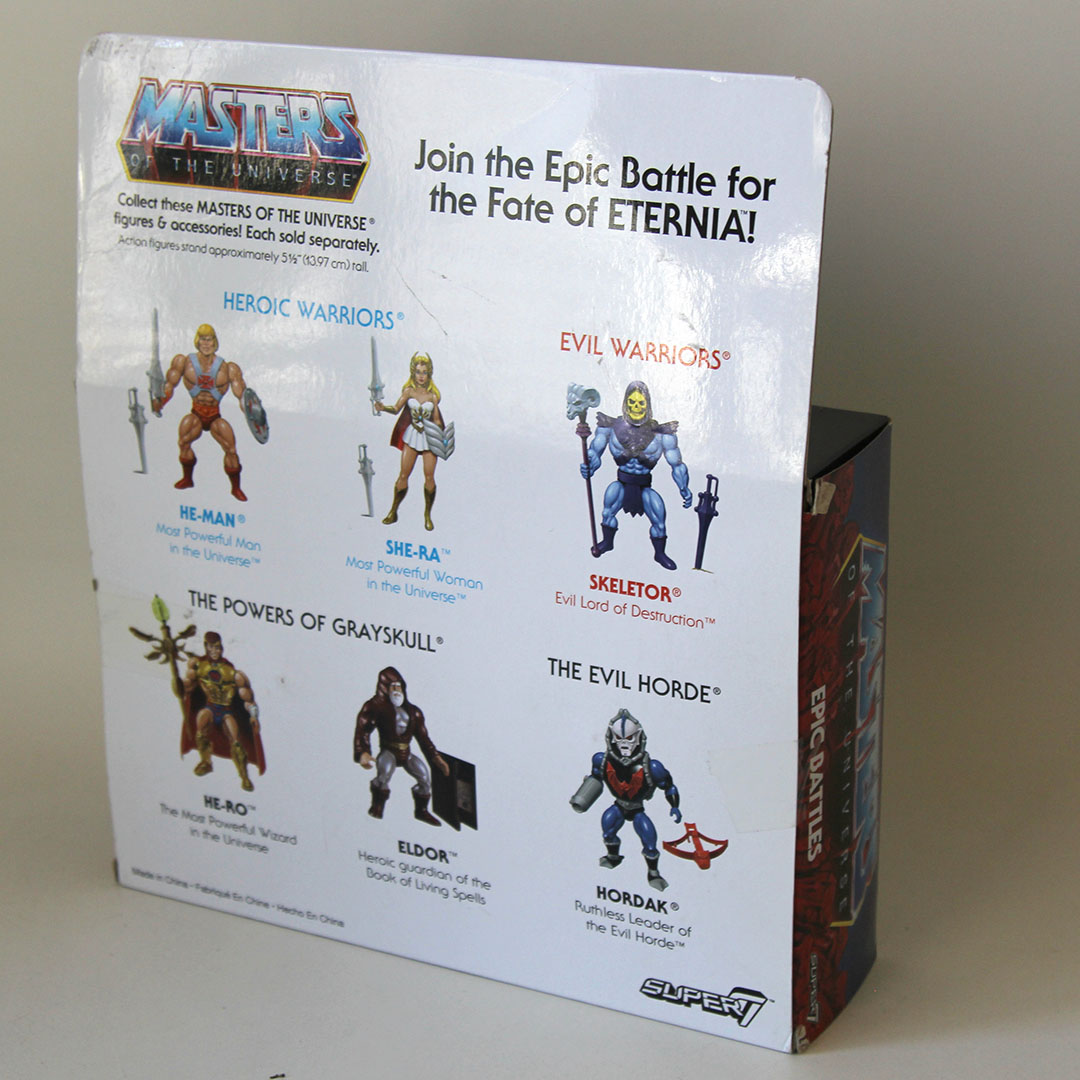 MASTERS
OF THE UNIVERSE®
Collect these MASTERS OF THE UNIVERSE®
figures & accessories! Each sold separately.
Action figures stand approximately 5½" (13.97 cm) tall.
Join the Epic Battle for
the Fate of ETERNIA™!
HEROIC WARRIORS®
HE-MAN®
Most Powerful Man
in the Universe™
SHE-RA™
Most Powerful Woman
in the Universe™
EVIL WARRIORS®
SKELETOR®
Evil Lord of Destruction™
THE POWERS OF GRAYSKULL®
HE-RO™
The Most Powerful Wizard
in the Universe
ELDOR™
Heroic guardian of the
Book of Living Spells
THE EVIL HORDE®
HORDAK®
Ruthless Leader of
the Evil Horde™
Made in China - Fabriqué En China - Hecho En China
SUPER7™
MASTERS
OF THE UNIVERSE
EPIC BATTLES
SUPER7